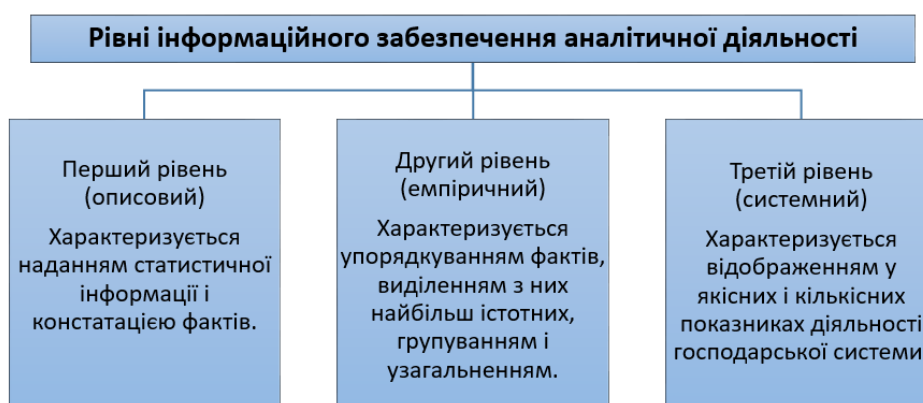 Рівні інформаційного забезпечення аналітичної діяльності
Перший рівень
(описовий)
Характеризується
наданням статистичної
інформації і
констатацією фактів.
Другий рівень
(емпіричний)
Характеризується
упорядкуванням фактів,
виділенням з них
найбільш істотних,
групуванням і
узагальненням.
Третій рівень
(системний)
Характеризується
відображенням у
якісних і кількісних
показниках діяльності
господарської системи